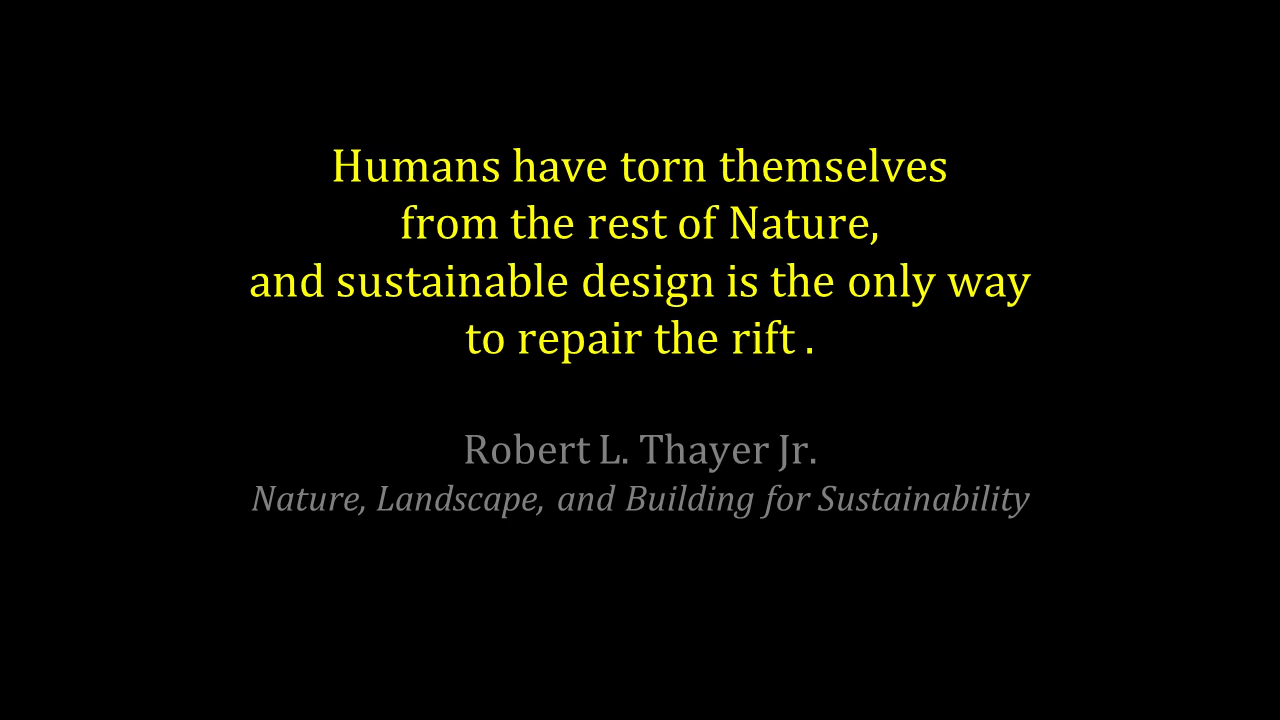 Humans have torn themselves
from the rest of Nature,
and sustainable design is the only way
to repair the rift .
Robert L. Thayer Jr.
Nature, Landscape, and Building for Sustainability